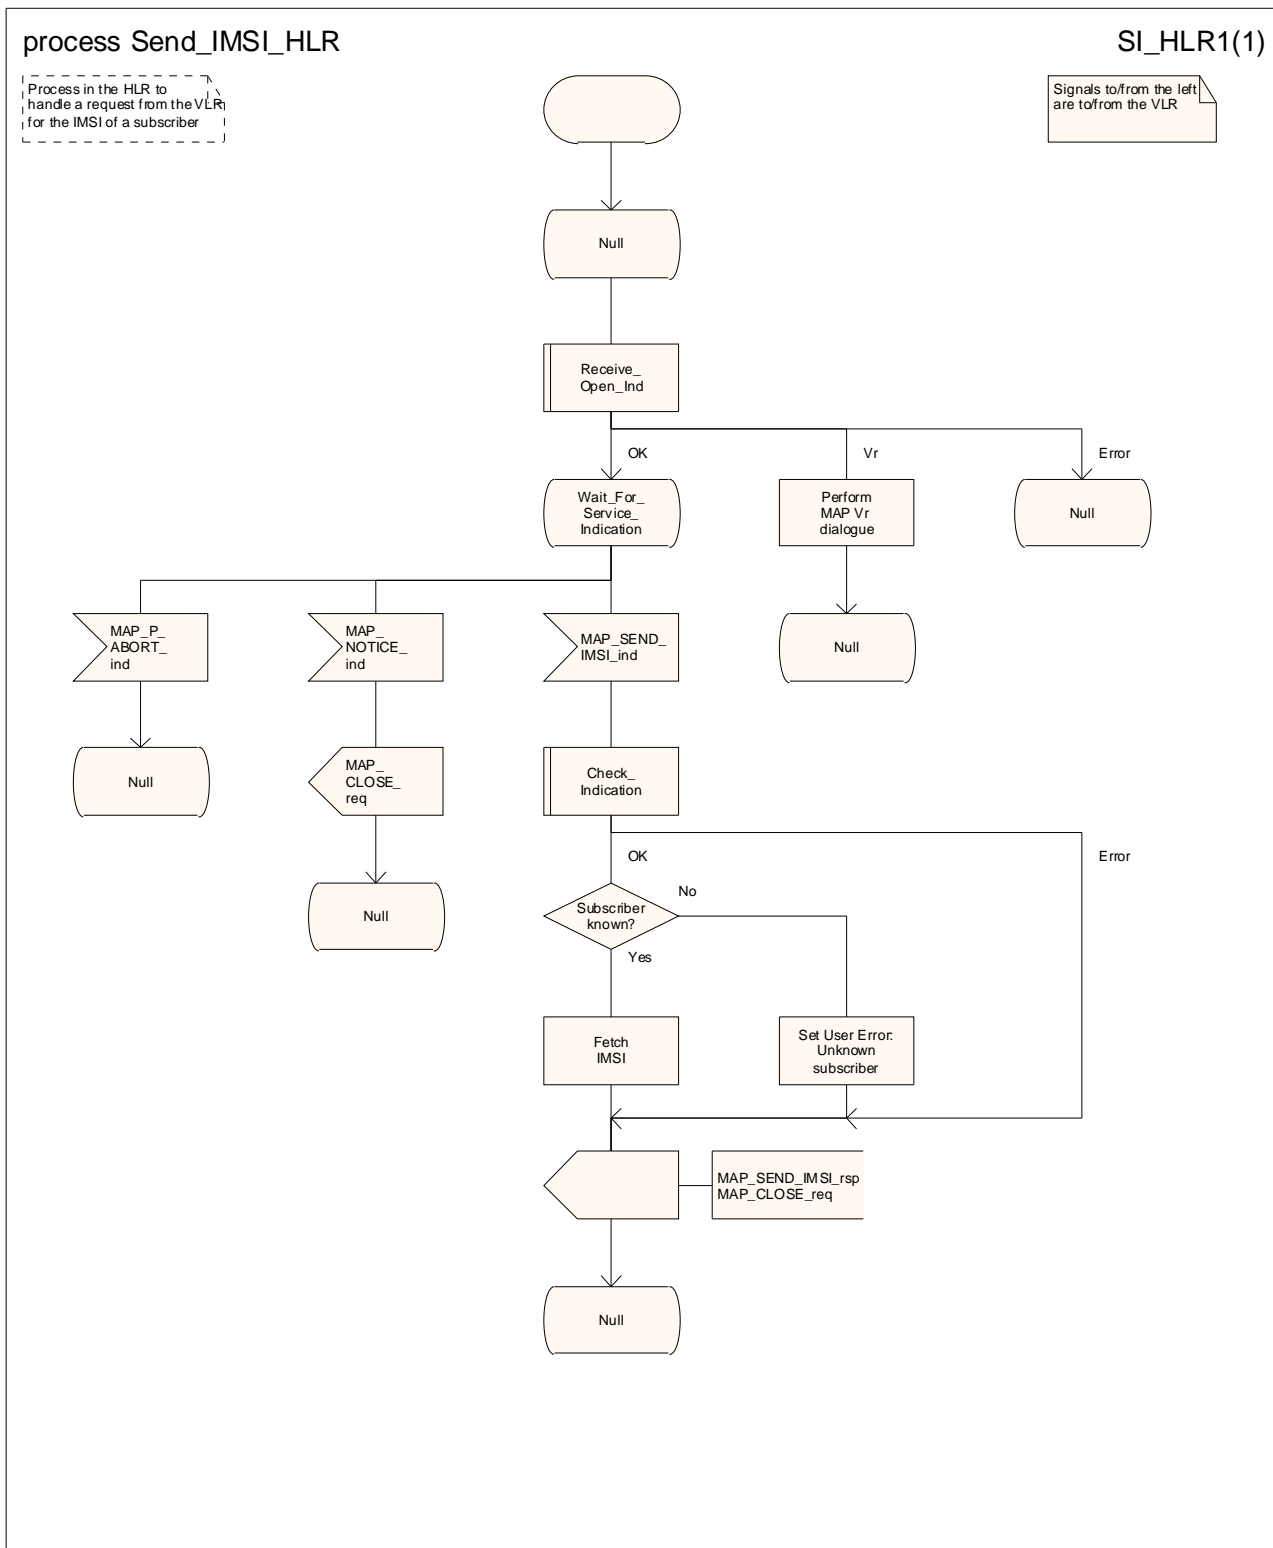 process Send_IMSI_HLR
SI_HLR1(1)
Process in the HLR to
handle a request from the VLR
for the IMSI of a subscriber
Signals to/from the left
are to/from the VLR
Null
Receive_
Open_Ind
OK
Vr
Error
Wait_For_
Service_
Indication
Perform
MAP Vr
dialogue
Null
MAP_P_
ABORT_
ind
MAP_
NOTICE_
ind
MAP_SEND_
IMSI_ind
Null
Null
MAP_
CLOSE_
req
Check_
Indication
OK
Error
Null
No
Subscriber
known?
Yes
Fetch
IMSI
Set User Error:
Unknown
subscriber
MAP_SEND_IMSI_rsp
MAP_CLOSE_req
Null